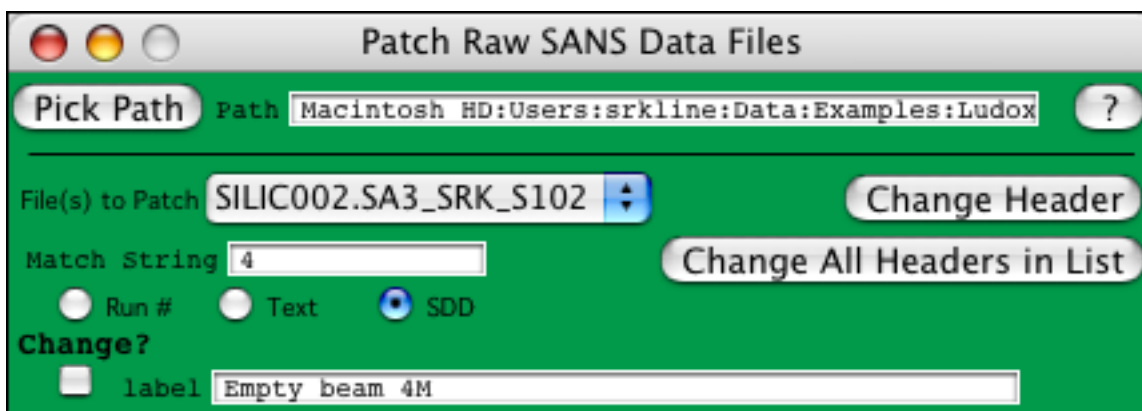 Patch Raw SANS Data Files
Pick Path Path Macintosh HD:Users:srkline:Data:Examples:Ludox ?
File(s) to Patch SILIC002.SA3_SRK_S102 Change Header
Match String 4 Change All Headers in List
Run # Text SDD
Change?
label Empty beam 4M